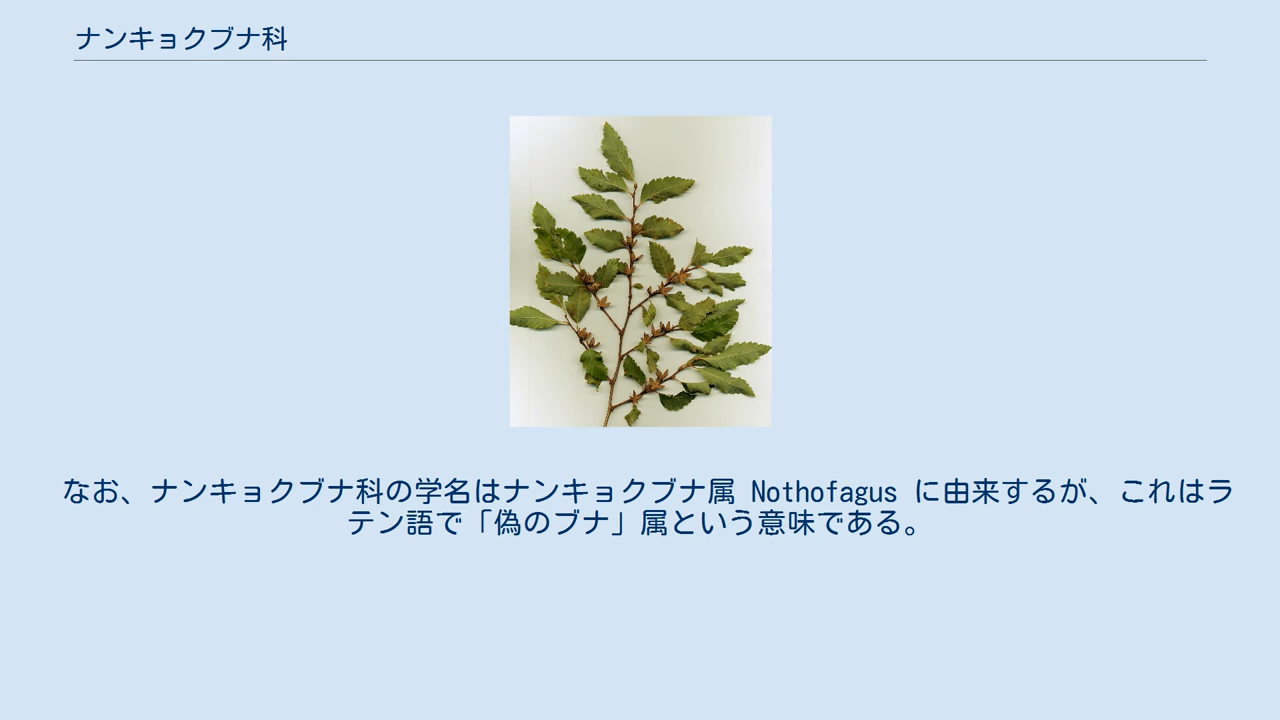 ナンキョクブナ科
なお、ナンキョクブナ科の学名はナンキョクブナ属 Nothofagus に由来するが、これはラ
テン語で「偽のブナ」属という意味である。